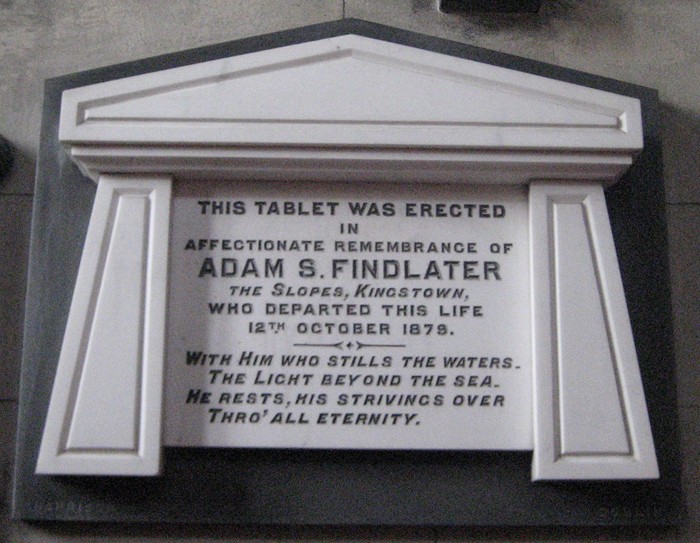 THIS TABLET WAS ERECTED
IN
AFFECTIONATE REMEMBRANCE OF
ADAM S. FINDLATER
THE SLOPES, KINGSTOWN,
WHO DEPARTED THIS LIFE
12TH OCTOBER 1879.
WITH HIM WHO STILLS THE WATERS.
THE LIGHT BEYOND THE SEA.
HE RESTS, HIS STRIVINGS OVER
THRO' ALL ETERNITY.
DUBLIN